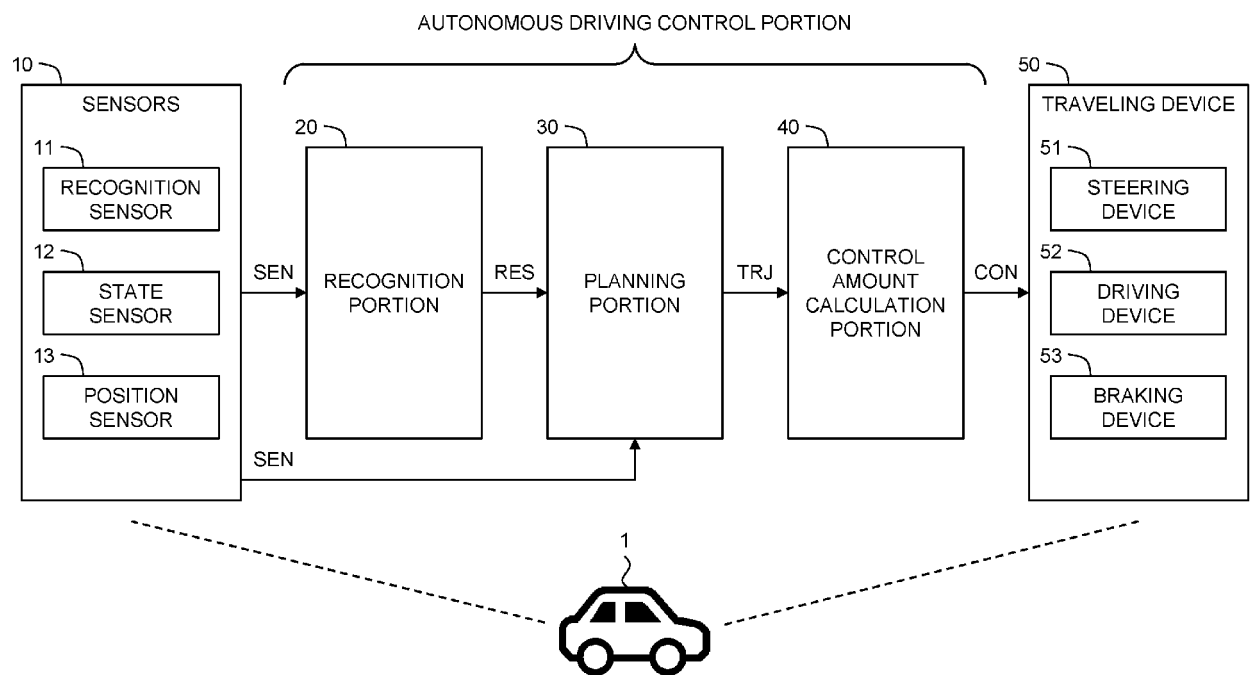 AUTONOMOUS DRIVING CONTROL PORTION
10
SENSORS
11
RECOGNITION
SENSOR
12
STATE
SENSOR
13
POSITION
SENSOR
SEN
SEN
20
RECOGNITION
PORTION
RES
30
PLANNING
PORTION
TRJ
40
CONTROL
AMOUNT
CALCULATION
PORTION
CON
50
TRAVELING DEVICE
51
STEERING
DEVICE
52
DRIVING
DEVICE
53
BRAKING
DEVICE
1